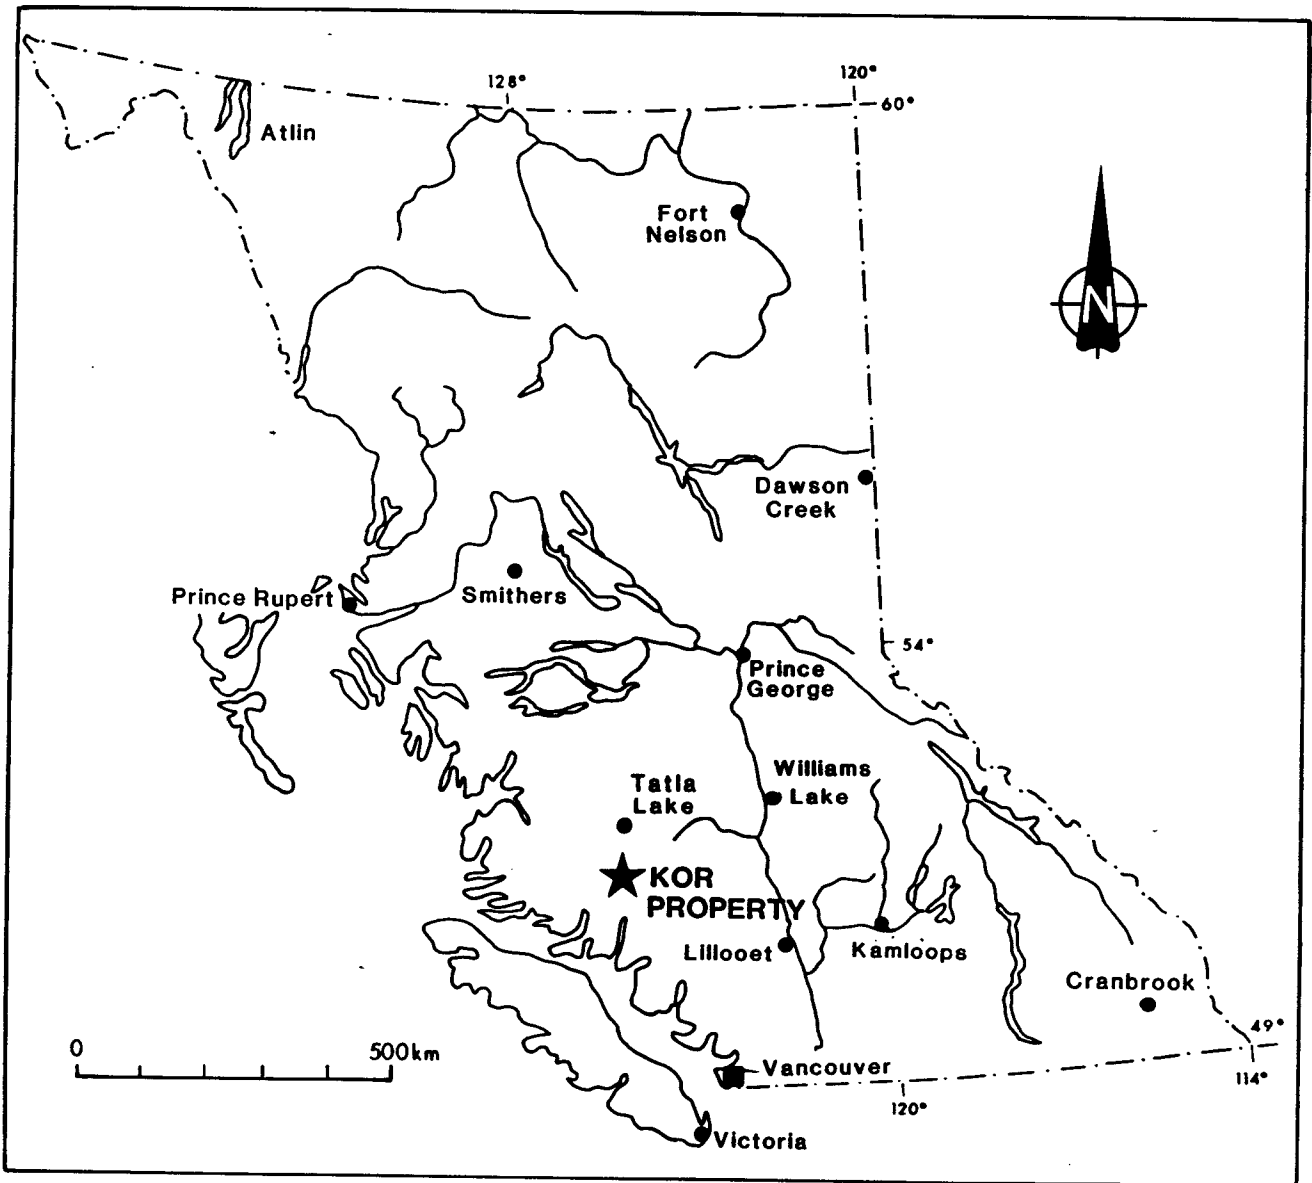 128°
120°
60°
Atlin
Fort
Nelson
N
Dawson
Creek
Prince Rupert
Smithers
54°
Prince
George
Williams
Lake
Tatla
Lake
KOR
PROPERTY
Lillooet
Kamloops
Cranbrook
49°
0 500km
Vancouver
114°
120°
Victoria